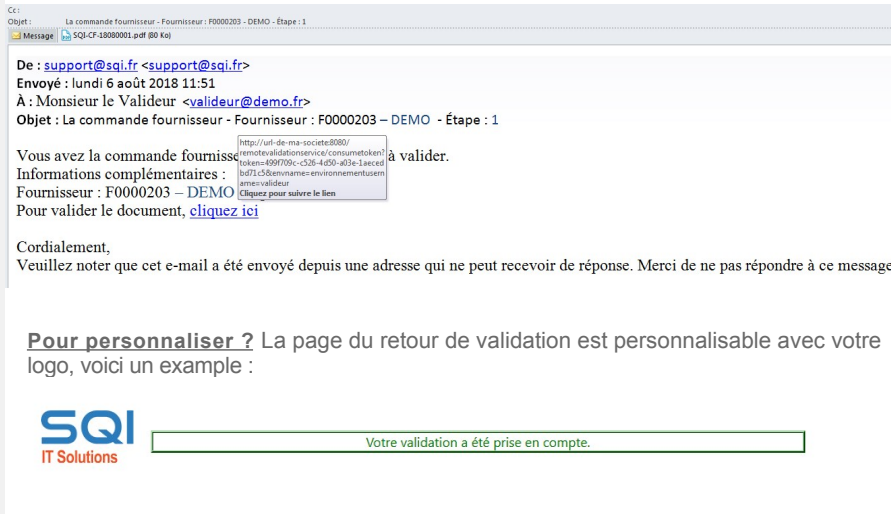 Cc :
Objet : La commande fournisseur - Fournisseur : F0000203 - DEMO - Étape : 1
Message SQI-CF-18080001.pdf (80 Ko)
De : support@sqi.fr <support@sqi.fr>
Envoyé : lundi 6 août 2018 11:51
À : Monsieur le Valideur <valideur@demo.fr>
Objet : La commande fournisseur - Fournisseur : F0000203 – DEMO - Étape : 1
Vous avez la commande fournisse à valider.
Informations complémentaires :
Fournisseur : F0000203 – DEMO
Pour valider le document, cliquez ici
http://url-de-ma-societe:8080/
remotevalidationservice/consumetoken?
token=499f709c-c526-4d50-a03e-1aeced
bd71c5&envname=environnementusern
ame=valideur
Cliquez pour suivre le lien
Cordialement,
Veuillez noter que cet e-mail a été envoyé depuis une adresse qui ne peut recevoir de réponse. Merci de ne pas répondre à ce message
Pour personnaliser ? La page du retour de validation est personnalisable avec votre
logo, voici un example :
SQI
IT Solutions
Votre validation a été prise en compte.